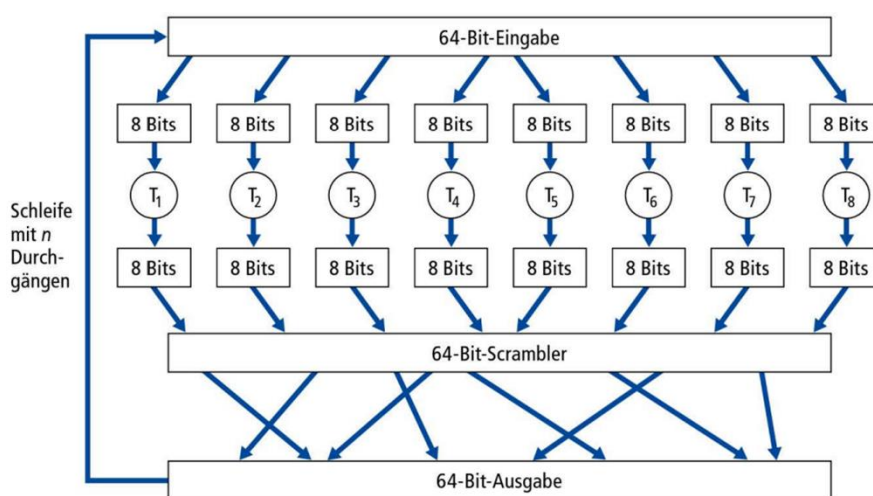 64-Bit-Eingabe
8 Bits 8 Bits 8 Bits 8 Bits 8 Bits 8 Bits 8 Bits 8 Bits
T1 T2 T3 T4 T5 T6 T7 T8
Schleife
mit n
Durch-
gängen
8 Bits 8 Bits 8 Bits 8 Bits 8 Bits 8 Bits 8 Bits 8 Bits
64-Bit-Scrambler
64-Bit-Ausgabe